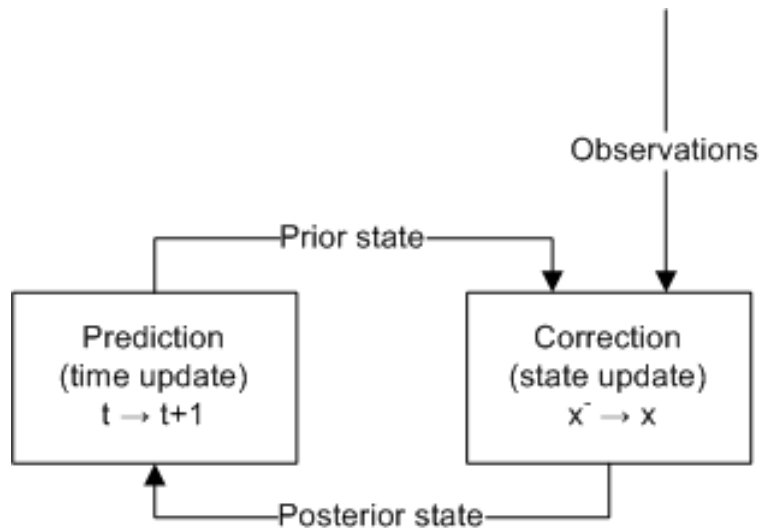 Observations
Prior state
Prediction
(time update)
t → t+1
Correction
(state update)
x⁻ → x
Posterior state